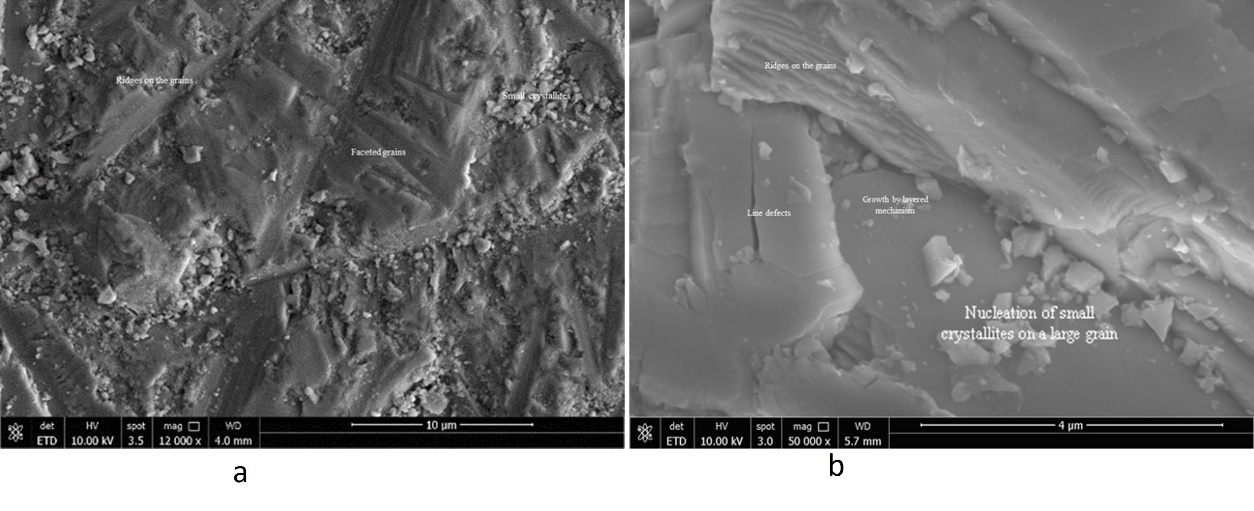 Ridges on the grains
Small crystallites
Faceted grains
det HV spot mag WD
10 µm
ETD 10.00 kV 3.5 12 000 x 4.0 mm
a
Ridges on the grains
Growth by layered
mechanism
Line defects
Nucleation of small
crystallites on a large grain
det HV spot mag WD
4 µm
ETD 10.00 kV 3.0 50 000 x 5.7 mm
b